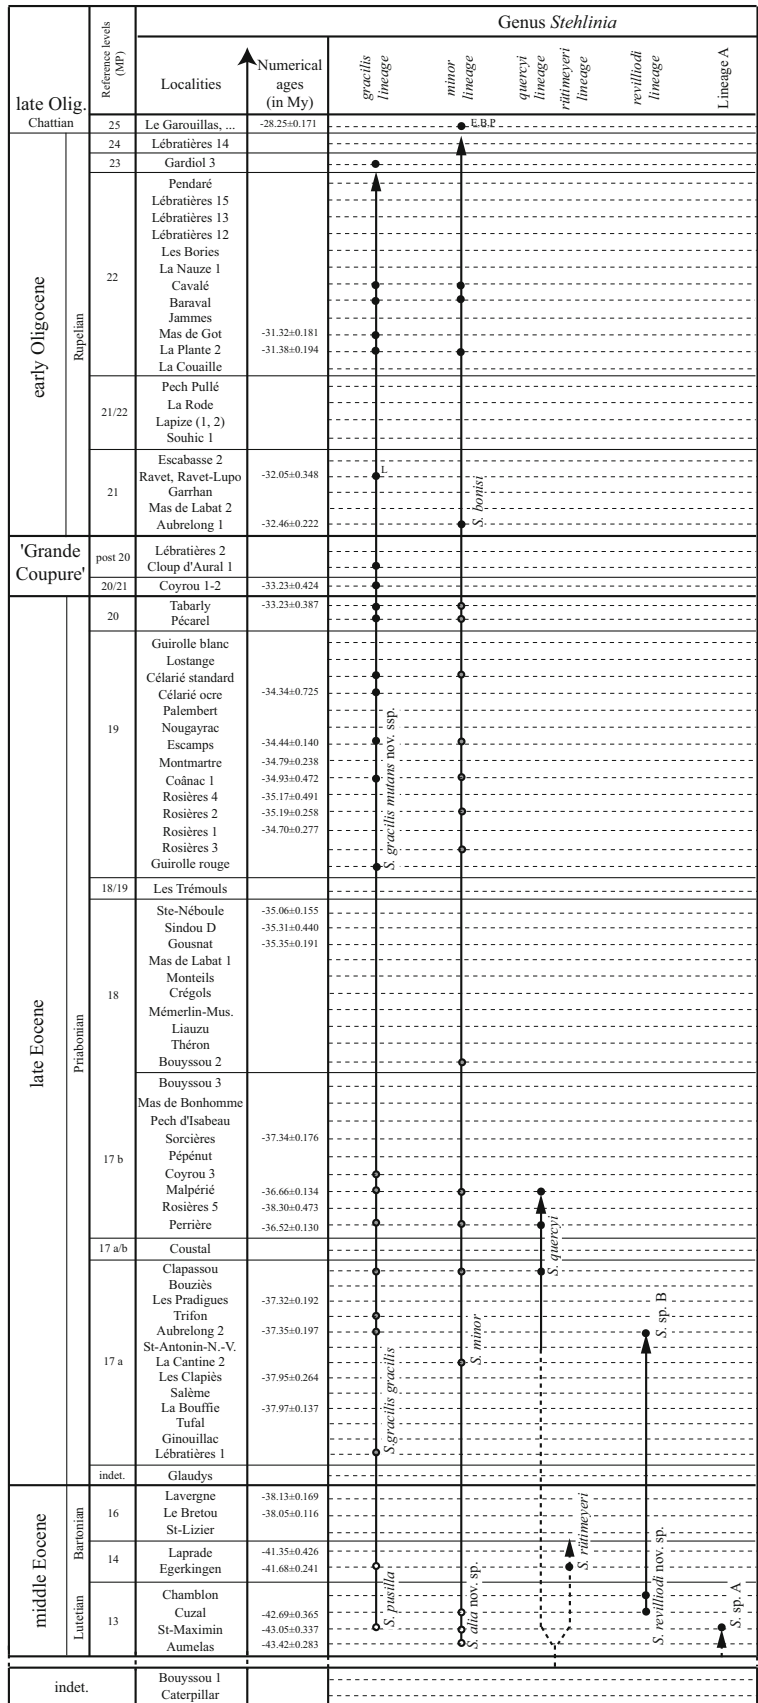 Genus Stehlinia
Reference levels (MP)
Localities
Numerical ages (in My)
gracilis lineage
minor lineage
quercyi lineage
rütimeyeri lineage
revilliodi lineage
Lineage A
late Olig.
Chattian
25 Le Garouillas, ... -28.25±0.171 E.B.P
early Oligocene
Rupelian
24 Lébratières 14
23 Gardiol 3
22
Pendaré
Lébratières 15
Lébratières 13
Lébratières 12
Les Bories
La Nauze 1
Cavalé
Baraval
Jammes
Mas de Got -31.32±0.181
La Plante 2 -31.38±0.194
La Couaille
21/22
Pech Pullé
La Rode
Lapize (1, 2)
Souhic 1
21
Escabasse 2
Ravet, Ravet-Lupo -32.05±0.348 L
Garrhan
Mas de Labat 2
Aubrelong 1 -32.46±0.222
S. bonisi
'Grande Coupure'
post 20
Lébratières 2
Cloup d'Aural 1
20/21 Coyrou 1-2 -33.23±0.424
late Eocene
Priabonian
20
Tabarly -33.23±0.387
Pécarel
19
Guirolle blanc
Lostange
Célarié standard
Célarié ocre -34.34±0.725
Palembert
Nougayrac
Escamps -34.44±0.140
Montmartre -34.79±0.238
Coânac 1 -34.93±0.472
Rosières 4 -35.17±0.491
Rosières 2 -35.19±0.258
Rosières 1 -34.70±0.277
Rosières 3
Guirolle rouge
S. gracilis mutans nov. ssp.
18/19 Les Trémouls
18
Ste-Néboule -35.06±0.155
Sindou D -35.31±0.440
Gousnat -35.35±0.191
Mas de Labat 1
Monteils
Crégols
Mémerlin-Mus.
Liauzu
Théron
Bouyssou 2
17 b
Bouyssou 3
Mas de Bonhomme
Pech d'Isabeau
Sorcières -37.34±0.176
Pépénut
Coyrou 3
Malpérié -36.66±0.134
Rosières 5 -38.30±0.473
Perrière -36.52±0.130
S. quercyi
17 a/b Coustal
17 a
Clapassou
Bouziès
Les Pradigues -37.32±0.192
Trifon
Aubrelong 2 -37.35±0.197
St-Antonin-N.-V.
La Cantine 2
Les Clapiès -37.95±0.264
Salème
La Bouffie -37.97±0.137
Tufal
Ginouillac
Lébratières 1
S.gracilis gracilis
S. minor
S. sp. B
indet. Glaudys
middle Eocene
Bartonian
16
Lavergne -38.13±0.169
Le Bretou -38.05±0.116
St-Lizier
14
Laprade -41.35±0.426
Egerkingen -41.68±0.241
Lutetian
13
Chamblon
Cuzal -42.69±0.365
St-Maximin -43.05±0.337
Aumelas -43.42±0.283
S. pusilla
S. alia nov. sp.
S. rütimeyeri
S. revilliodi nov. sp.
S. sp. A
indet.
Bouyssou 1
Caterpillar